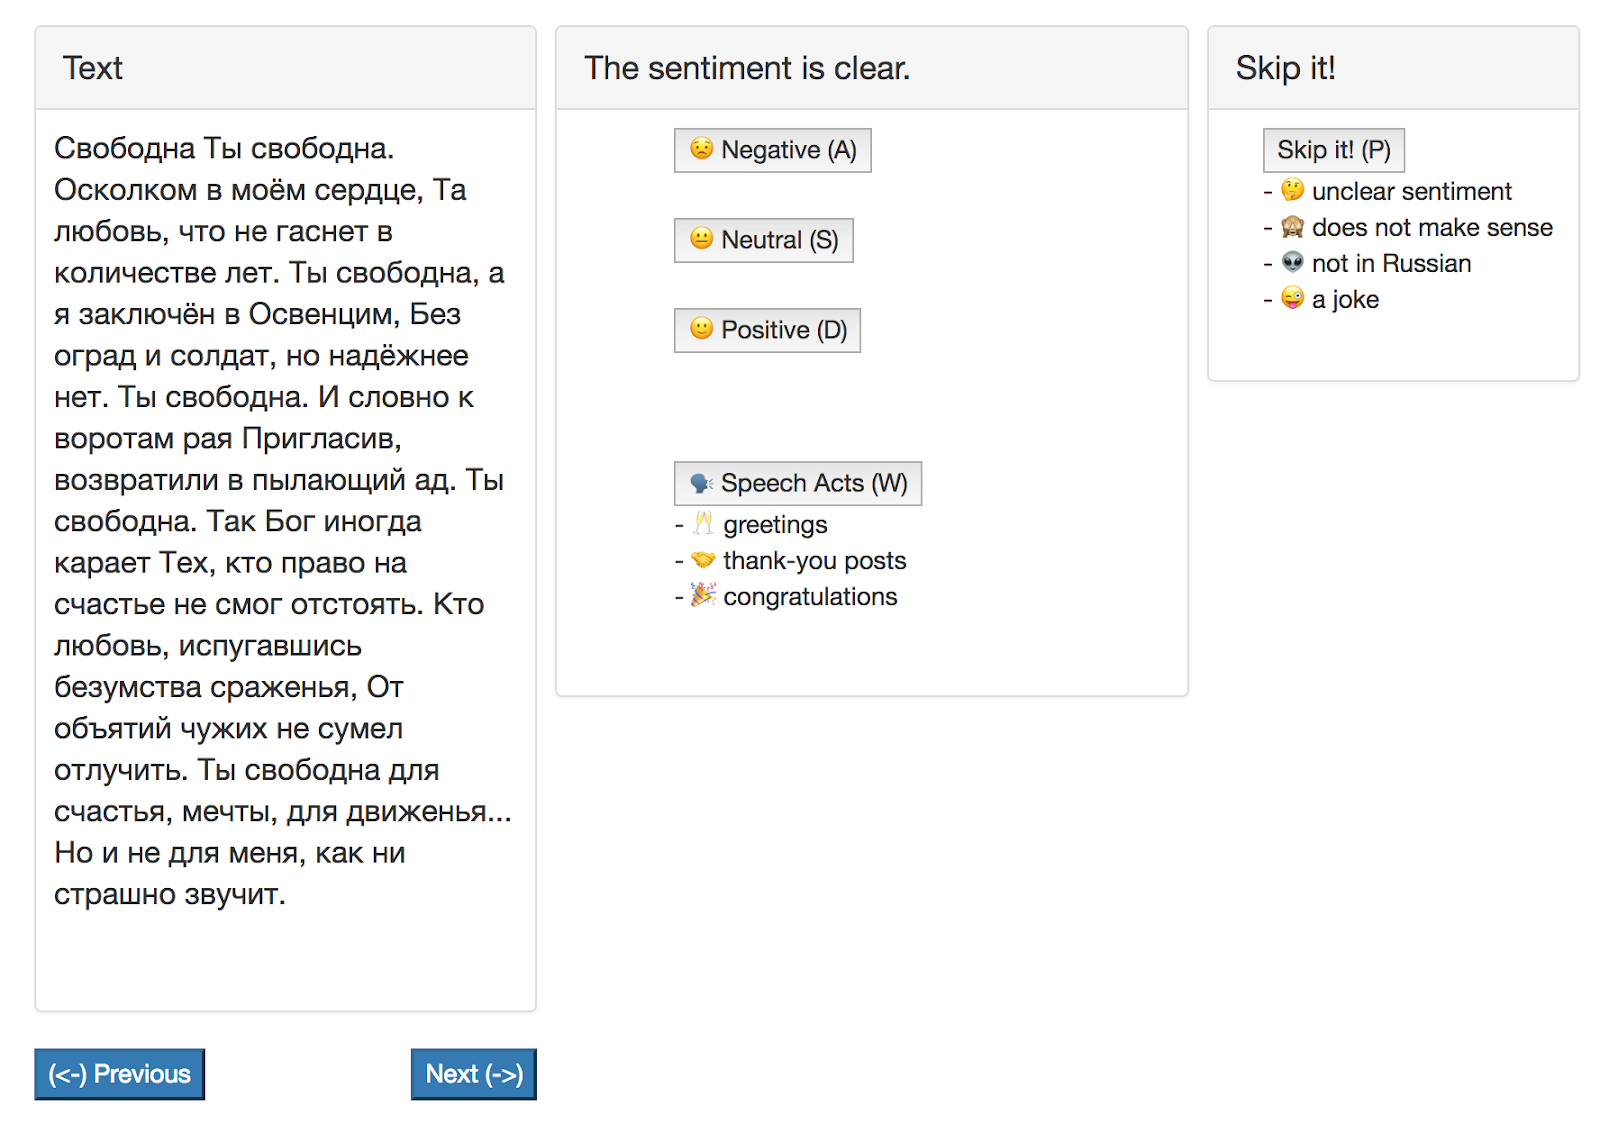 Text
Свободна Ты свободна.
Осколком в моём сердце, Та
любовь, что не гаснет в
количестве лет. Ты свободна, а
я заключён в Освенцим, Без
оград и солдат, но надёжнее
нет. Ты свободна. И словно к
воротам рая Пригласив,
возвратили в пылающий ад. Ты
свободна. Так Бог иногда
карает Тех, кто право на
счастье не смог отстоять. Кто
любовь, испугавшись
безумства сраженья, От
объятий чужих не сумел
отлучить. Ты свободна для
счастья, мечты, для движенья...
Но и не для меня, как ни
страшно звучит.
(<-) Previous
Next (->)
The sentiment is clear.
😟 Negative (A)
😐 Neutral (S)
🙂 Positive (D)
🗣 Speech Acts (W)
- 🥂 greetings
- 🤝 thank-you posts
- 🎉 congratulations
Skip it!
Skip it! (P)
- 🤔 unclear sentiment
- 🙈 does not make sense
- 👽 not in Russian
- 😜 a joke